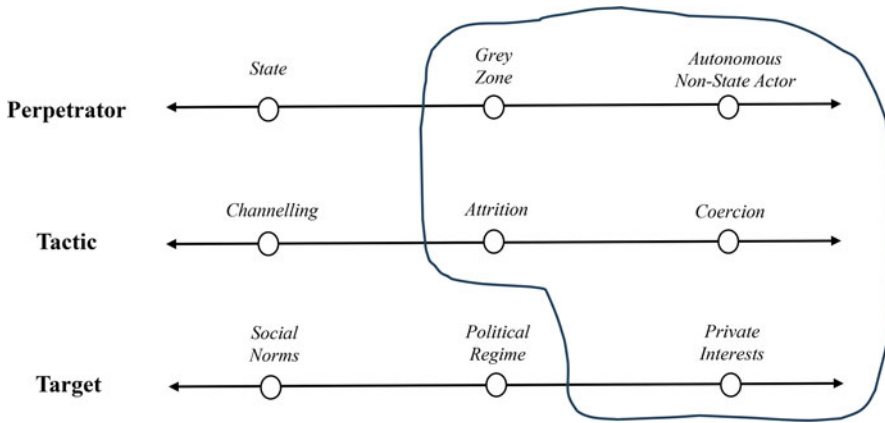 State
Grey
Zone
Autonomous
Non-State Actor
Perpetrator
Channelling
Attrition
Coercion
Tactic
Social
Norms
Political
Regime
Private
Interests
Target